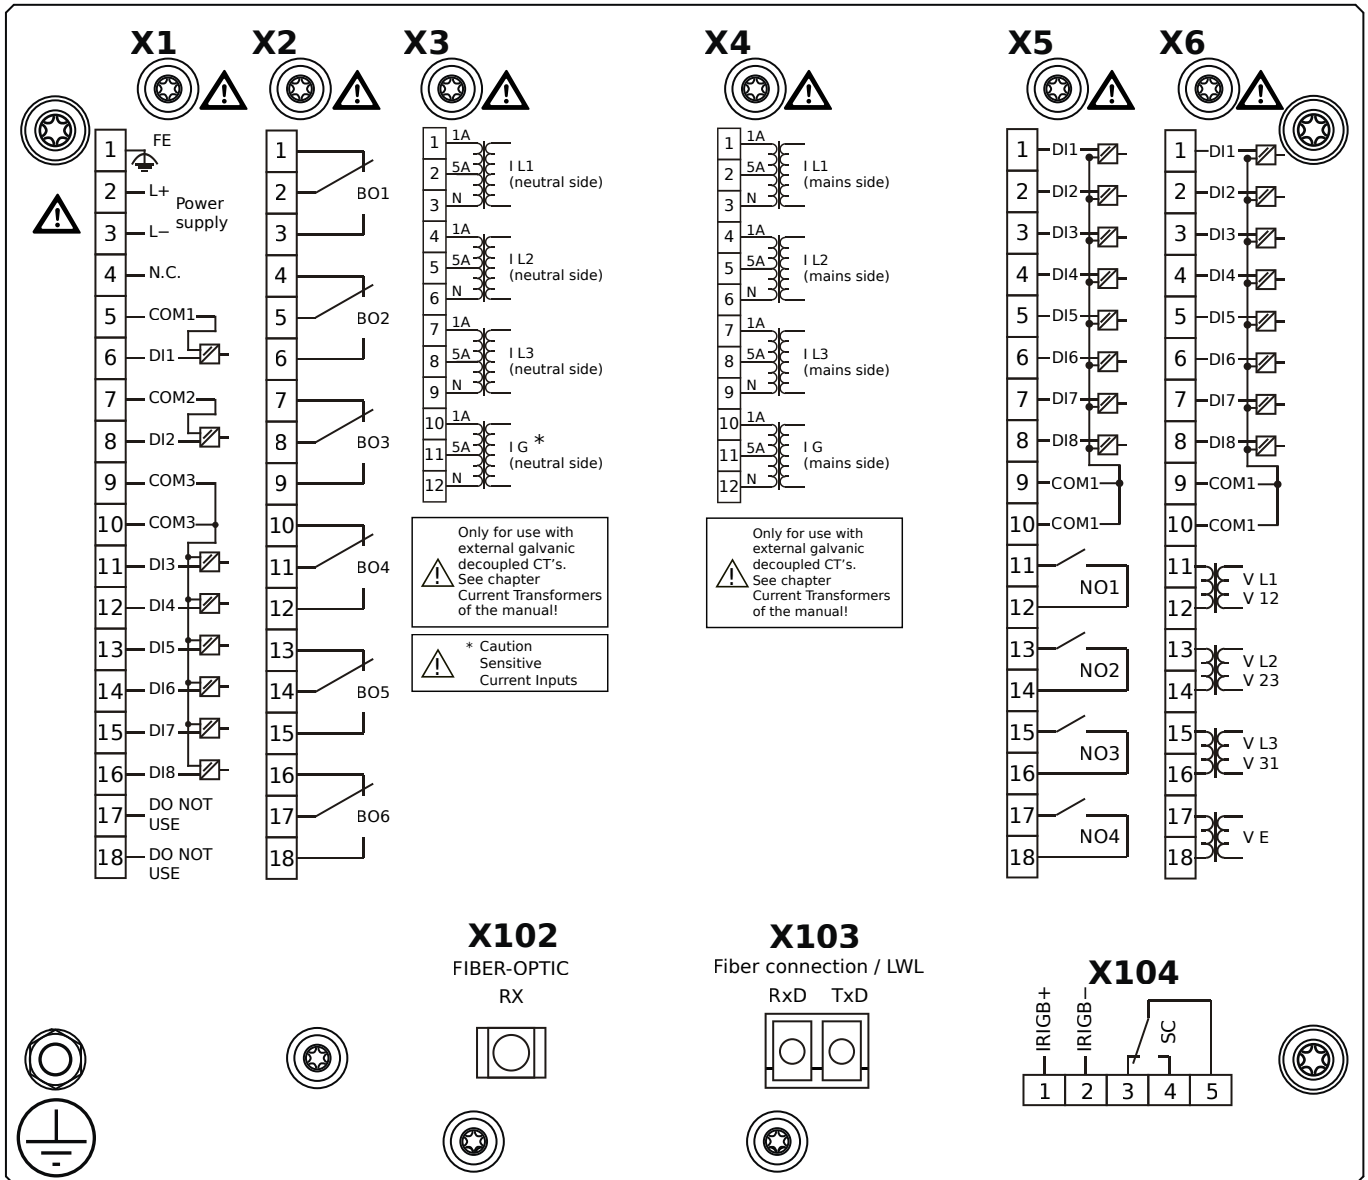 X1
X2
X3
X4
X5
X6
1 FE
2 L+ Power
supply
3 L−
4 N.C.
5 COM1
6 DI1
7 COM2
8 DI2
9 COM3
10 COM3
11 DI3
12 DI4
13 DI5
14 DI6
15 DI7
16 DI8
17 DO NOT
USE
18 DO NOT
USE
1
2 BO1
3
4
5 BO2
6
7
8 BO3
9
10
11 BO4
12
13
14 BO5
15
16
17 BO6
18
1 1A
2 5A I L1
(neutral side)
3 N
4 1A
5 5A I L2
(neutral side)
6 N
7 1A
8 5A I L3
(neutral side)
9 N
10 1A
11 5A I G *
(neutral side)
12 N
Only for use with
external galvanic
decoupled CT's.
See chapter
Current Transformers
of the manual!
* Caution
Sensitive
Current Inputs
1 1A
2 5A I L1
(mains side)
3 N
4 1A
5 5A I L2
(mains side)
6 N
7 1A
8 5A I L3
(mains side)
9 N
10 1A
11 5A I G
(mains side)
12 N
Only for use with
external galvanic
decoupled CT's.
See chapter
Current Transformers
of the manual!
1 DI1
2 DI2
3 DI3
4 DI4
5 DI5
6 DI6
7 DI7
8 DI8
9 COM1
10 COM1
11
NO1
12
13
NO2
14
15
NO3
16
17
NO4
18
1 DI1
2 DI2
3 DI3
4 DI4
5 DI5
6 DI6
7 DI7
8 DI8
9 COM1
10 COM1
11 V L1
12 V 12
13 V L2
14 V 23
15 V L3
16 V 31
17
V E
18
X102
FIBER-OPTIC
RX
X103
Fiber connection / LWL
RxD TxD
X104
IRIGB+
IRIGB−
SC
1 2 3 4 5